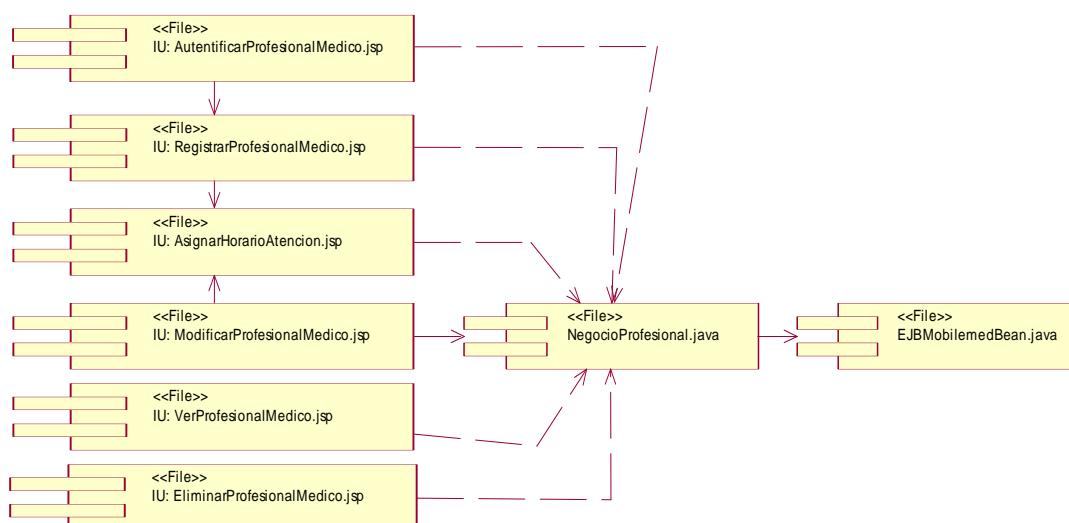 <<File>>
IU: AutentificarProfesionalMedico.jsp
<<File>>
IU: RegistrarProfesionalMedico.jsp
<<File>>
IU: AsignarHorarioAtencion.jsp
<<File>>
IU: ModificarProfesionalMedico.jsp
<<File>>
NegocioProfesional.java
<<File>>
EJBMobilemedBean.java
<<File>>
IU: VerProfesionalMedico.jsp
<<File>>
IU: EliminarProfesionalMedico.jsp